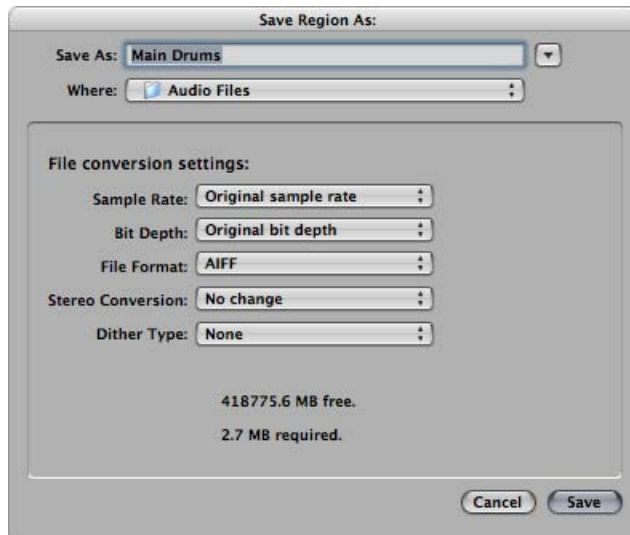 Save Region As:
Save As: Main Drums
Where: Audio Files
File conversion settings:
Sample Rate: Original sample rate
Bit Depth: Original bit depth
File Format: AIFF
Stereo Conversion: No change
Dither Type: None
418775.6 MB free.
2.7 MB required.
Cancel Save